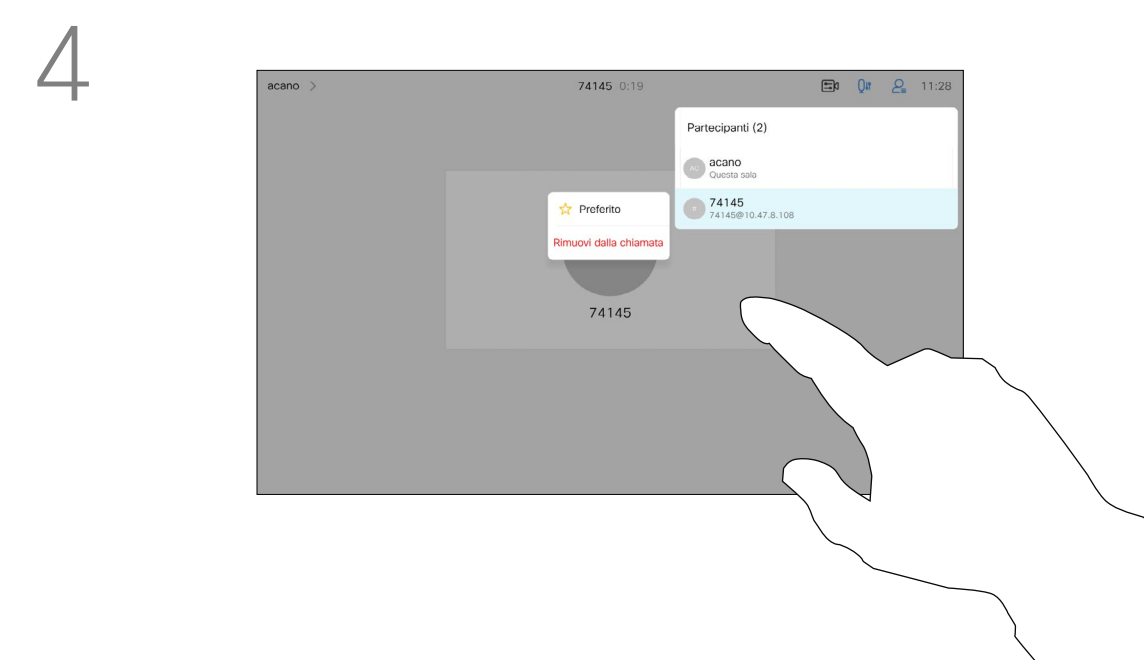 4
acano >
74145 0:19
11:28
Partecipanti (2)
AC
acano
Questa sala
#
74145
74145@10.47.8.108
Preferito
Rimuovi dalla chiamata
74145